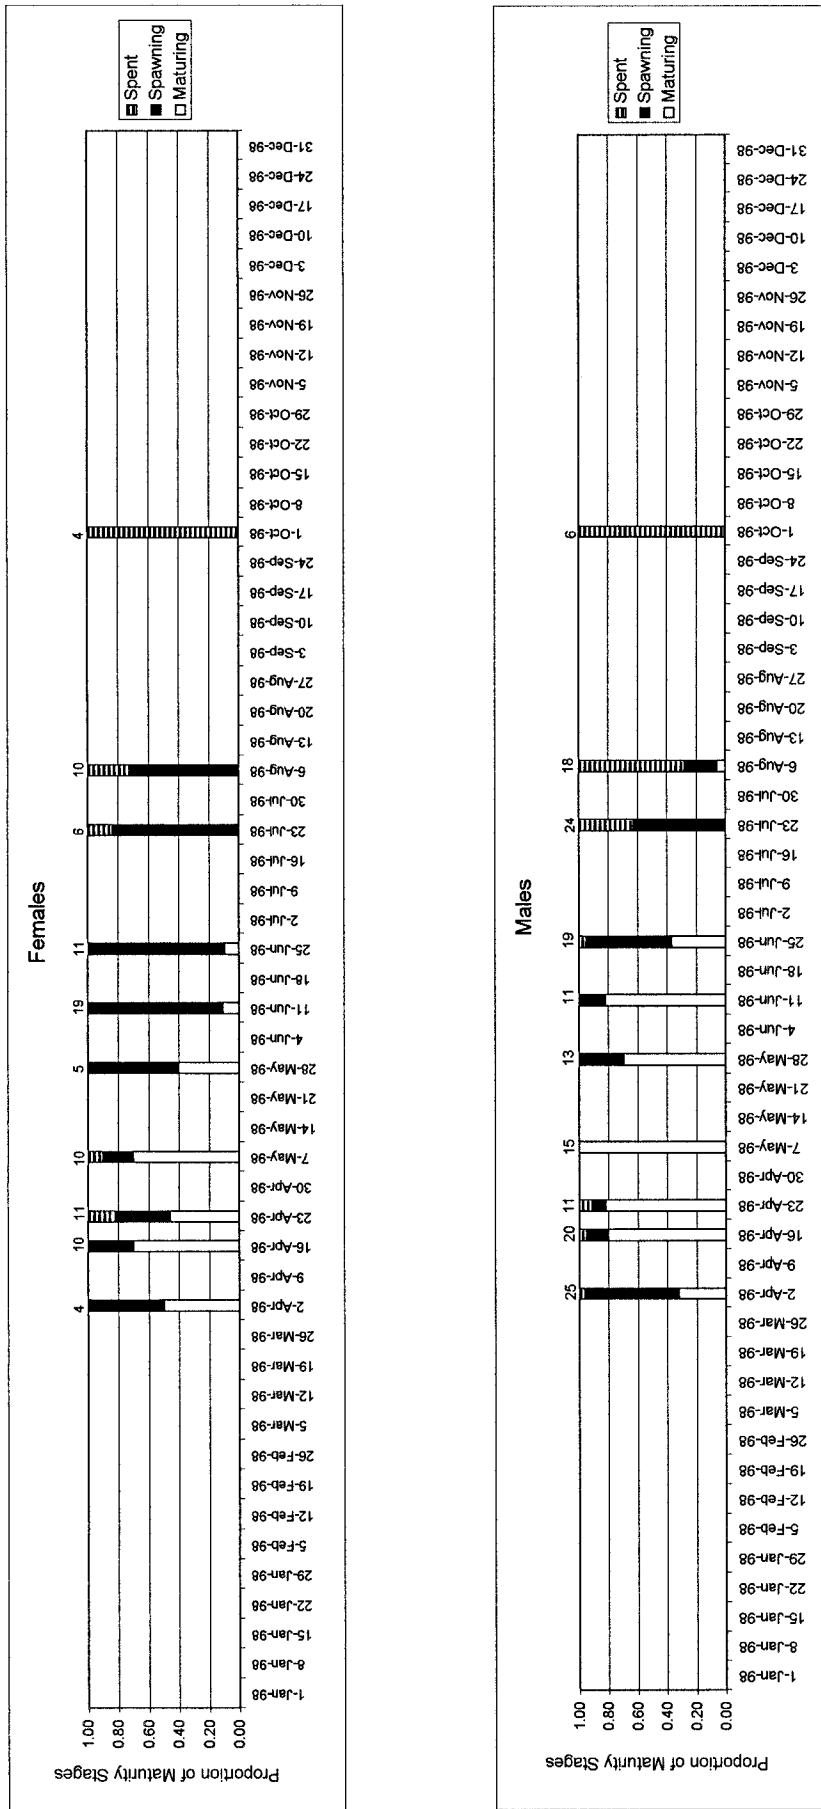 Females
Proportion of Maturity Stages
1.00
0.80
0.60
0.40
0.20
0.00
4
10
11
10
5
19
11
6
10
4
1-Jan-98
8-Jan-98
15-Jan-98
22-Jan-98
29-Jan-98
5-Feb-98
12-Feb-98
19-Feb-98
26-Feb-98
5-Mar-98
12-Mar-98
19-Mar-98
26-Mar-98
2-Apr-98
9-Apr-98
16-Apr-98
23-Apr-98
30-Apr-98
7-May-98
14-May-98
21-May-98
28-May-98
4-Jun-98
11-Jun-98
18-Jun-98
25-Jun-98
2-Jul-98
9-Jul-98
16-Jul-98
23-Jul-98
30-Jul-98
6-Aug-98
13-Aug-98
20-Aug-98
27-Aug-98
3-Sep-98
10-Sep-98
17-Sep-98
24-Sep-98
1-Oct-98
8-Oct-98
15-Oct-98
22-Oct-98
29-Oct-98
5-Nov-98
12-Nov-98
19-Nov-98
26-Nov-98
3-Dec-98
10-Dec-98
17-Dec-98
24-Dec-98
31-Dec-98
Spent
Spawning
Maturing
Males
Proportion of Maturity Stages
1.00
0.80
0.60
0.40
0.20
0.00
25
20
11
15
13
11
19
24
18
6
1-Jan-98
8-Jan-98
15-Jan-98
22-Jan-98
29-Jan-98
5-Feb-98
12-Feb-98
19-Feb-98
26-Feb-98
5-Mar-98
12-Mar-98
19-Mar-98
26-Mar-98
2-Apr-98
9-Apr-98
16-Apr-98
23-Apr-98
30-Apr-98
7-May-98
14-May-98
21-May-98
28-May-98
4-Jun-98
11-Jun-98
18-Jun-98
25-Jun-98
2-Jul-98
9-Jul-98
16-Jul-98
23-Jul-98
30-Jul-98
6-Aug-98
13-Aug-98
20-Aug-98
27-Aug-98
3-Sep-98
10-Sep-98
17-Sep-98
24-Sep-98
1-Oct-98
8-Oct-98
15-Oct-98
22-Oct-98
29-Oct-98
5-Nov-98
12-Nov-98
19-Nov-98
26-Nov-98
3-Dec-98
10-Dec-98
17-Dec-98
24-Dec-98
31-Dec-98
Spent
Spawning
Maturing